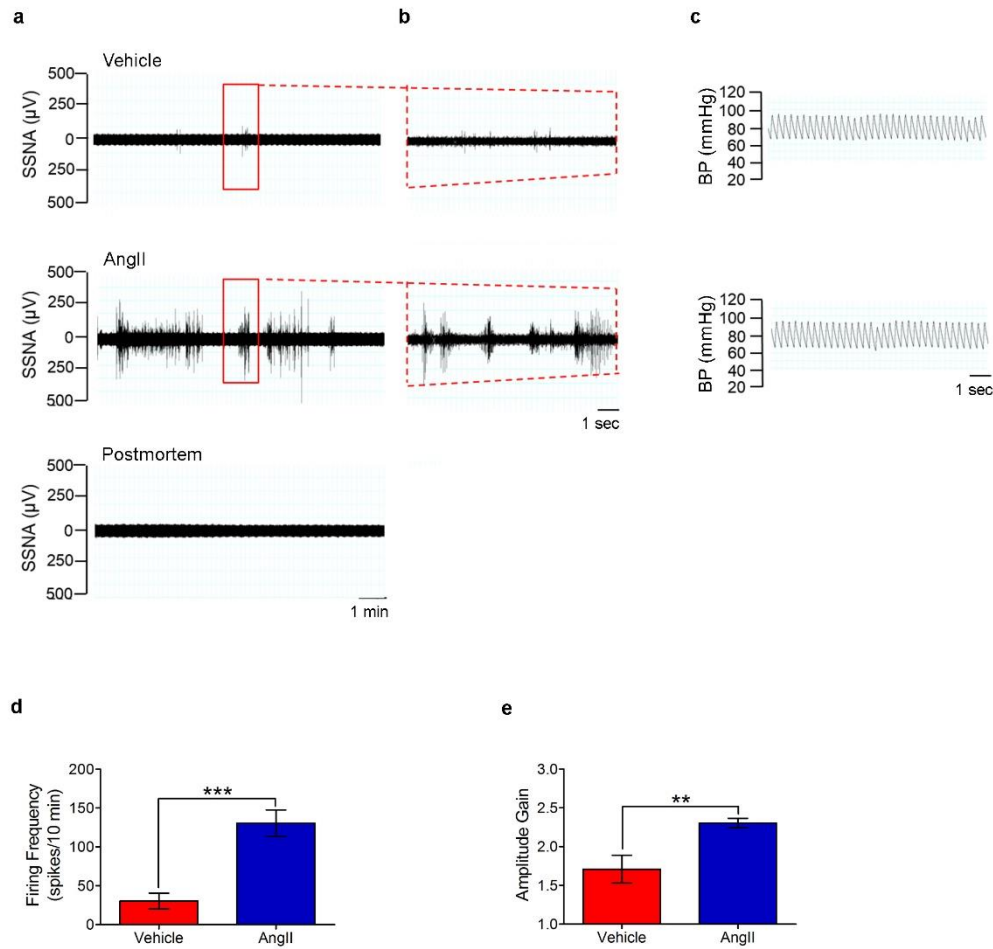 a
b
c
Vehicle
500
250
0
250
500
SSNA (µV)
120
100
80
60
40
20
BP (mmHg)
AngII
500
250
0
250
500
SSNA (µV)
1 sec
120
100
80
60
40
20
BP (mmHg)
1 sec
Postmortem
500
250
0
250
500
SSNA (µV)
1 min
d
e
200
150
100
50
0
Firing Frequency
(spikes/10 min)
***
Vehicle AngII
3.0
2.5
2.0
1.5
1.0
Amplitude Gain
**
Vehicle AngII